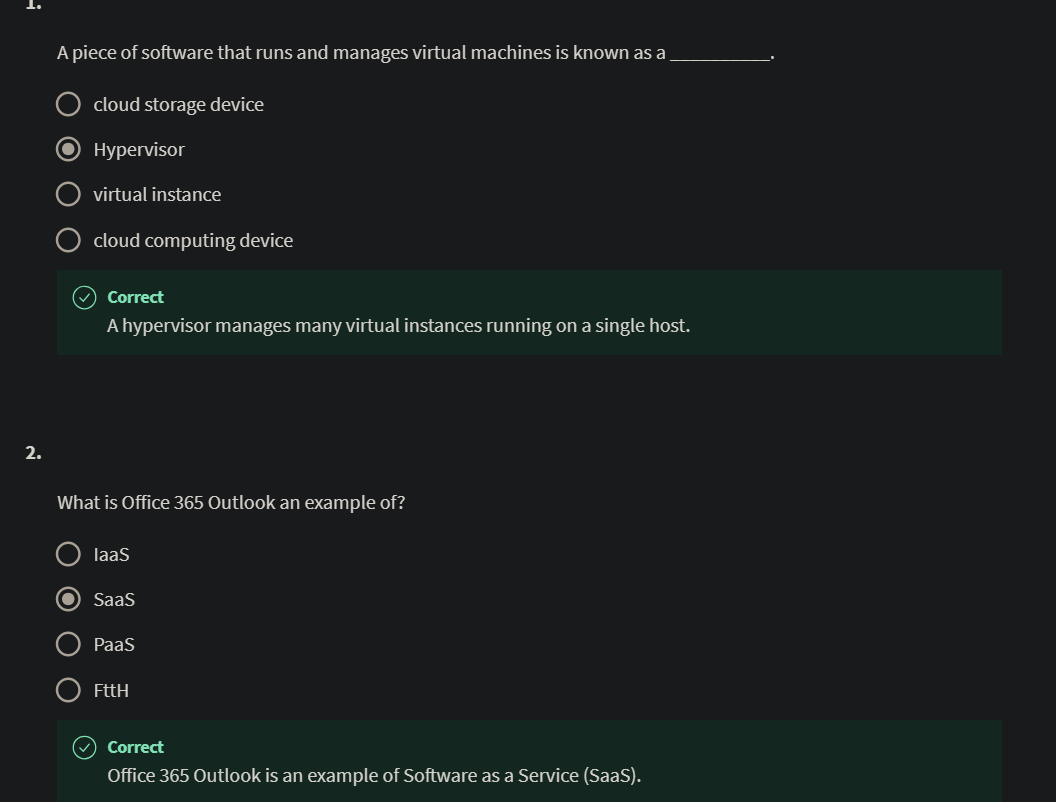 1.
A piece of software that runs and manages virtual machines is known as a __________.
cloud storage device
Hypervisor
virtual instance
cloud computing device
Correct
A hypervisor manages many virtual instances running on a single host.
2.
What is Office 365 Outlook an example of?
IaaS
SaaS
PaaS
FttH
Correct
Office 365 Outlook is an example of Software as a Service (SaaS).